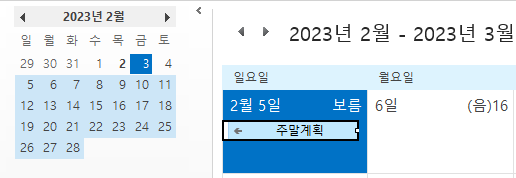 2023년 2월
일 월 화 수 목 금 토
29 30 31 1 2 3 4
5 6 7 8 9 10 11
12 13 14 15 16 17 18
19 20 21 22 23 24 25
26 27 28
2023년 2월 - 2023년 3월
일요일 월요일
2월 5일 보름 6일 (음)16
주말계획